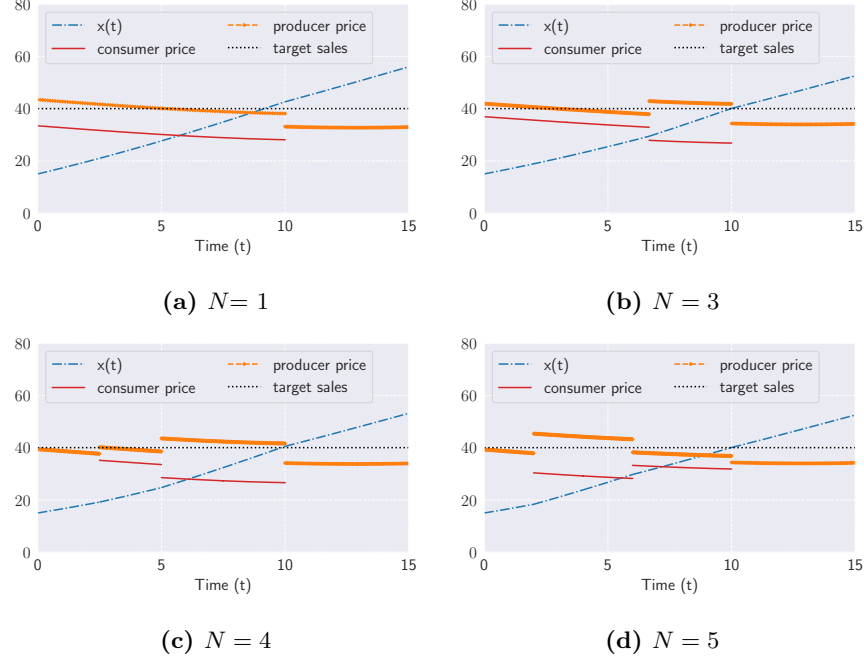 80
60
40
20
0
x(t)
consumer price
producer price
target sales
0 5 10 15
Time (t)
(a) N= 1
80
60
40
20
0
x(t)
consumer price
producer price
target sales
0 5 10 15
Time (t)
(b) N = 3
80
60
40
20
0
x(t)
consumer price
producer price
target sales
0 5 10 15
Time (t)
(c) N = 4
80
60
40
20
0
x(t)
consumer price
producer price
target sales
0 5 10 15
Time (t)
(d) N = 5